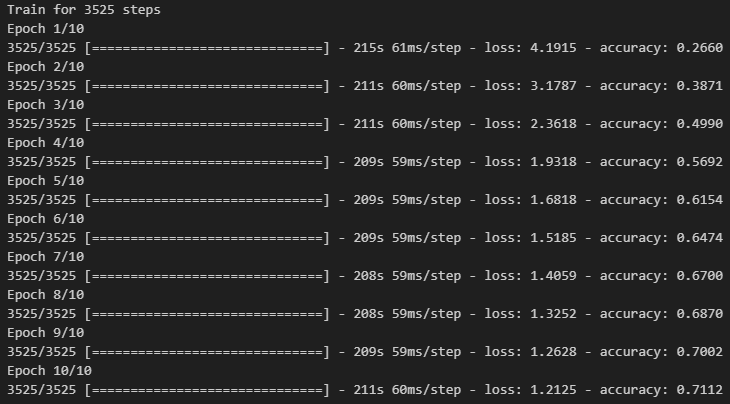 Train for 3525 steps
Epoch 1/10
3525/3525 [==============================] - 215s 61ms/step - loss: 4.1915 - accuracy: 0.2660
Epoch 2/10
3525/3525 [==============================] - 211s 60ms/step - loss: 3.1787 - accuracy: 0.3871
Epoch 3/10
3525/3525 [==============================] - 211s 60ms/step - loss: 2.3618 - accuracy: 0.4990
Epoch 4/10
3525/3525 [==============================] - 209s 59ms/step - loss: 1.9318 - accuracy: 0.5692
Epoch 5/10
3525/3525 [==============================] - 209s 59ms/step - loss: 1.6818 - accuracy: 0.6154
Epoch 6/10
3525/3525 [==============================] - 209s 59ms/step - loss: 1.5185 - accuracy: 0.6474
Epoch 7/10
3525/3525 [==============================] - 208s 59ms/step - loss: 1.4059 - accuracy: 0.6700
Epoch 8/10
3525/3525 [==============================] - 208s 59ms/step - loss: 1.3252 - accuracy: 0.6870
Epoch 9/10
3525/3525 [==============================] - 209s 59ms/step - loss: 1.2628 - accuracy: 0.7002
Epoch 10/10
3525/3525 [==============================] - 211s 60ms/step - loss: 1.2125 - accuracy: 0.7112